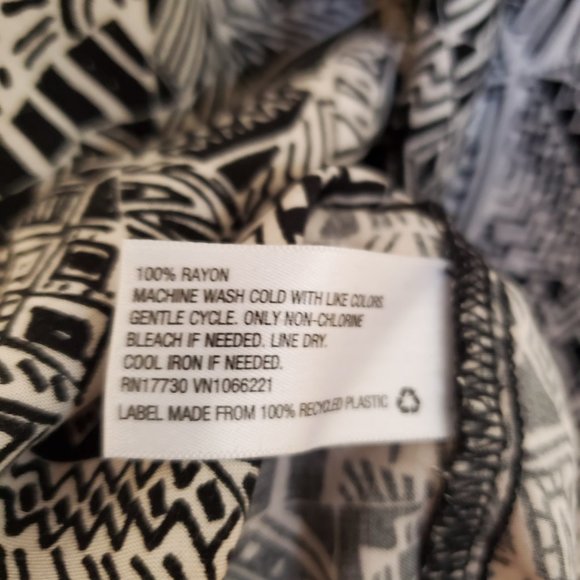 100% RAYON
MACHINE WASH COLD WITH LIKE COLORS.
GENTLE CYCLE. ONLY NON-CHLORINE
BLEACH IF NEEDED. LINE DRY.
COOL IRON IF NEEDED.
RN17730 VN1066221
LABEL MADE FROM 100% RECYCLED PLASTIC